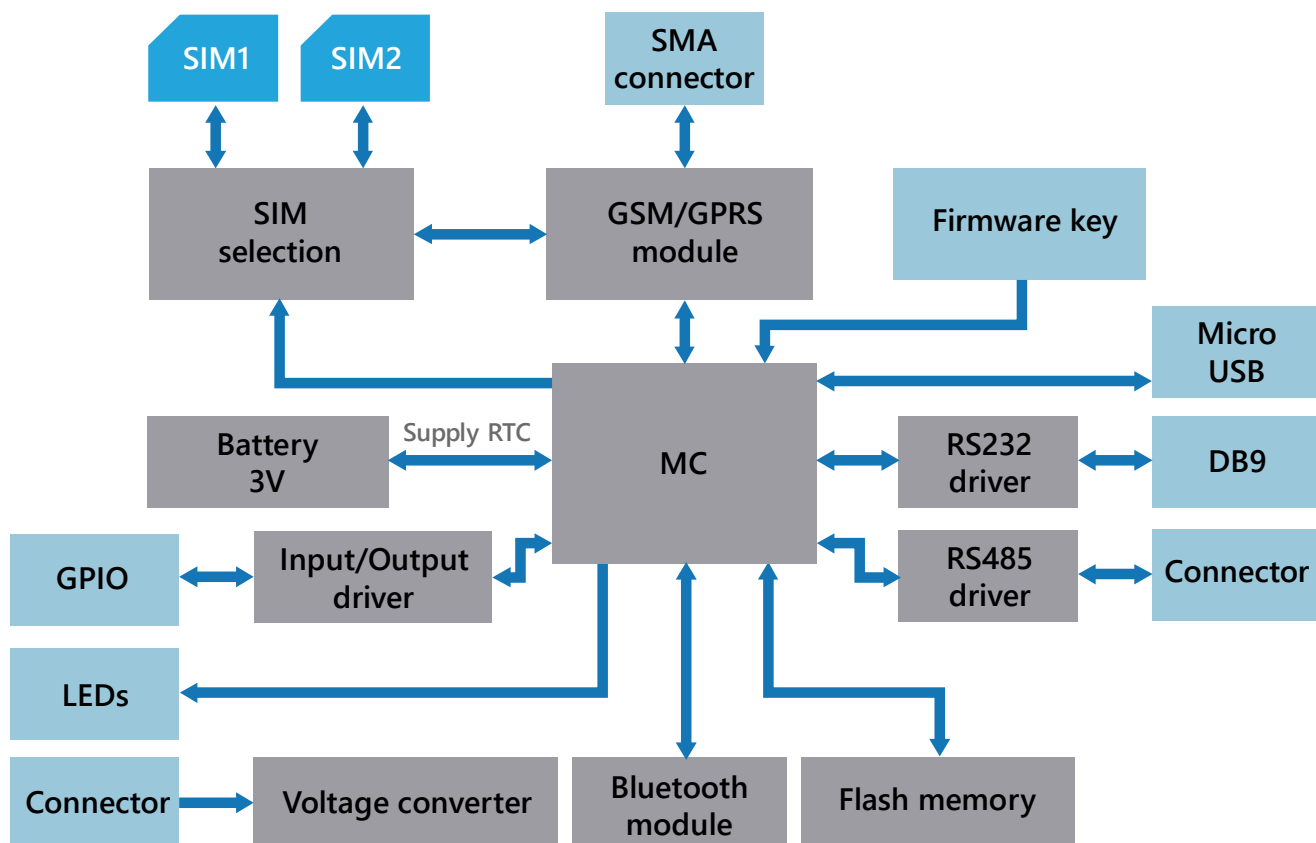 SIM1
SIM2
SMA
connector
SIM
selection
GSM/GPRS
module
Firmware key
Micro
USB
Battery
3V
Supply RTC
MC
RS232
driver
DB9
GPIO
Input/Output
driver
RS485
driver
Connector
LEDs
Connector
Voltage converter
Bluetooth
module
Flash memory